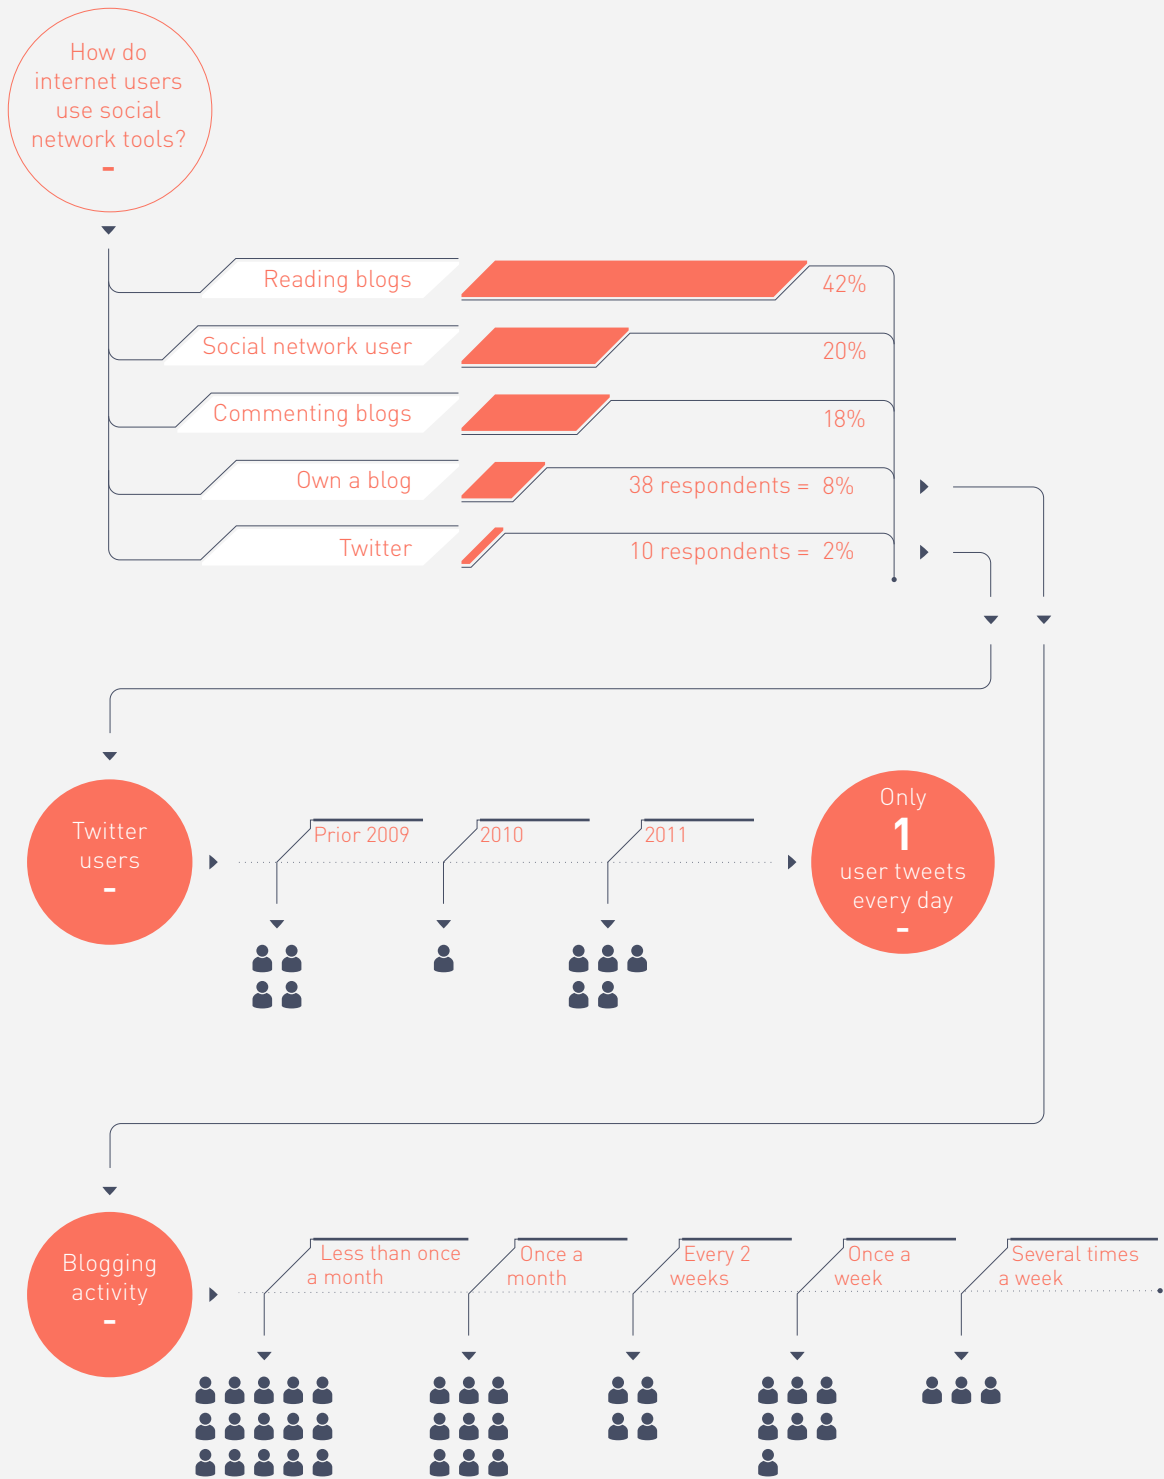 How do
internet users
use social
network tools?
-
Reading blogs 42%
Social network user 20%
Commenting blogs 18%
Own a blog 38 respondents = 8%
Twitter 10 respondents = 2%
Twitter
users
-
Prior 2009
2010
2011
Only
1
user tweets
every day
-
Blogging
activity
-
Less than once
a month
Once a
month
Every 2
weeks
Once a
week
Several times
a week